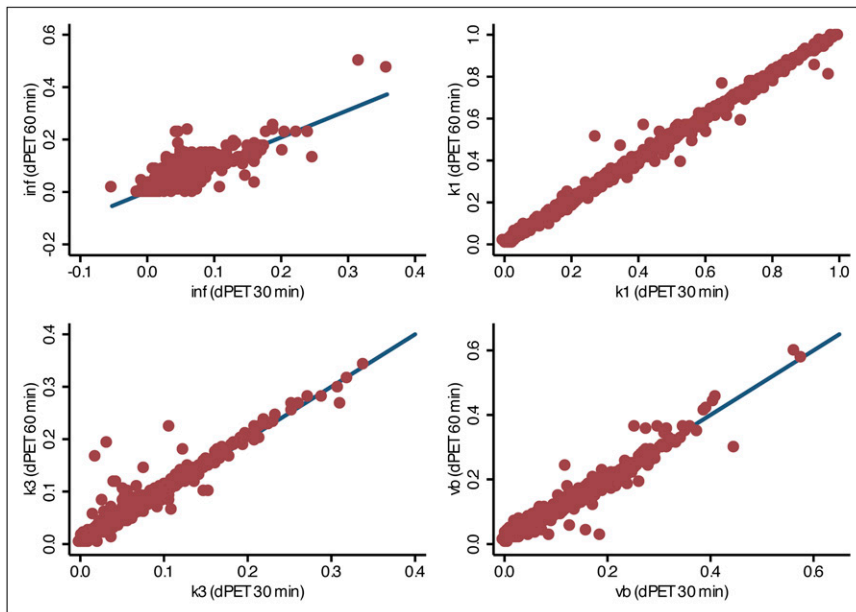 0.6
0.4
0.2
0.0
-0.2
inf (dPET 60 min)
-0.1 0.0 0.1 0.2 0.3 0.4
inf (dPET 30 min)
1.0
0.8
0.6
0.4
0.2
0.0
k1 (dPET 60 min)
0.0 0.2 0.4 0.6 0.8 1.0
k1 (dPET 30 min)
0.4
0.3
0.2
0.1
0.0
k3 (dPET 60 min)
0.0 0.1 0.2 0.3 0.4
k3 (dPET 30 min)
0.6
0.4
0.2
0.0
vb (dPET 60 min)
0.0 0.2 0.4 0.6
vb (dPET 30 min)